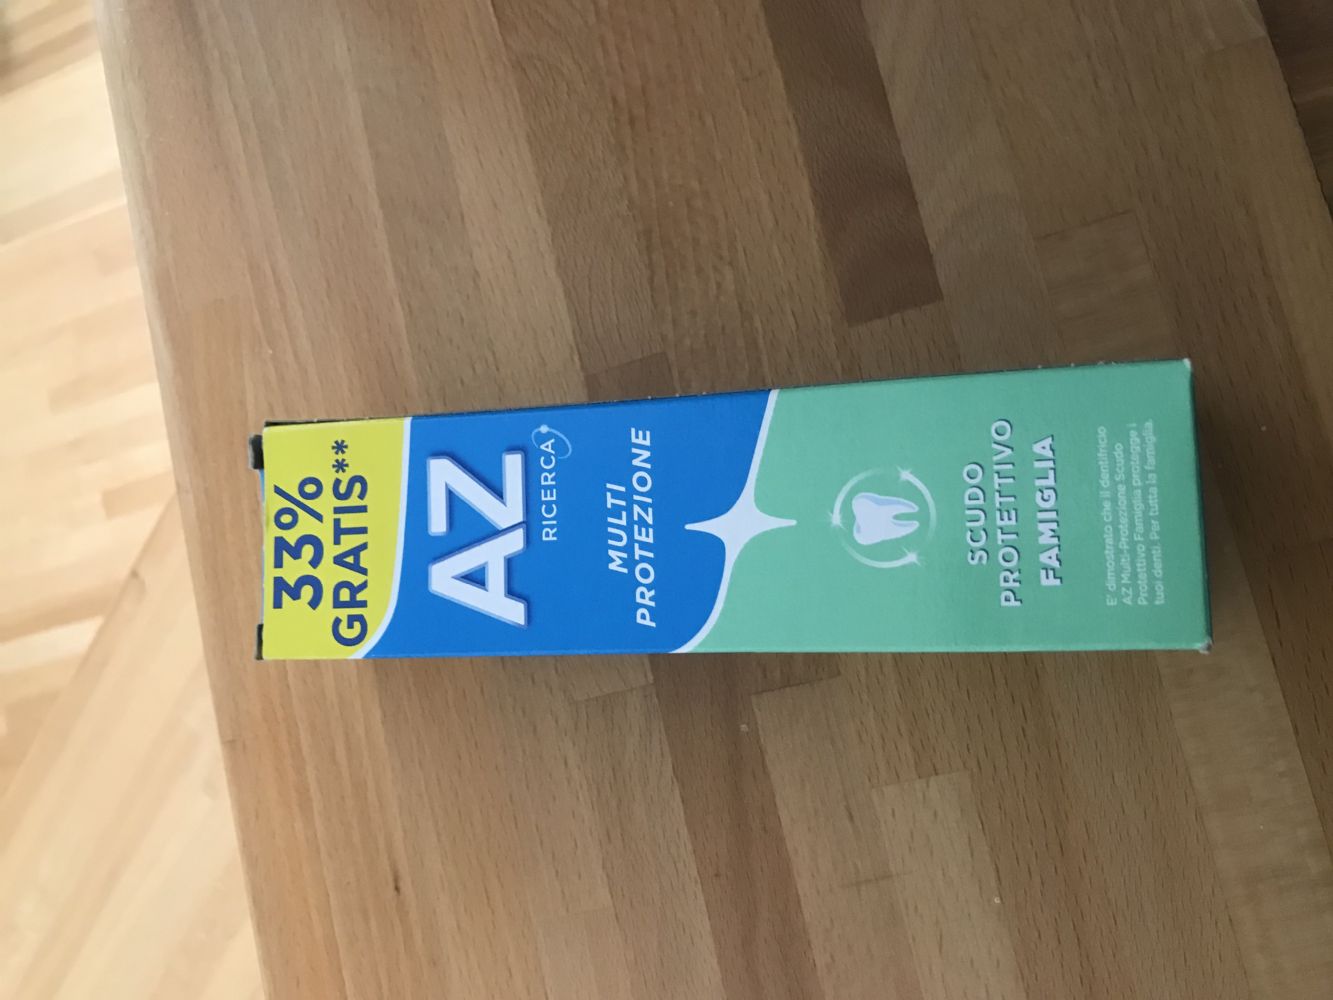 33%
GRATIS**
AZ
RICERCA
MULTI
PROTEZIONE
SCUDO
PROTETTIVO
FAMIGLIA
E' dimostrato che il dentifricio
AZ Multi-Protezione Scudo
Protettivo Famiglia protegge i
tuoi denti. Per tutta la famiglia.